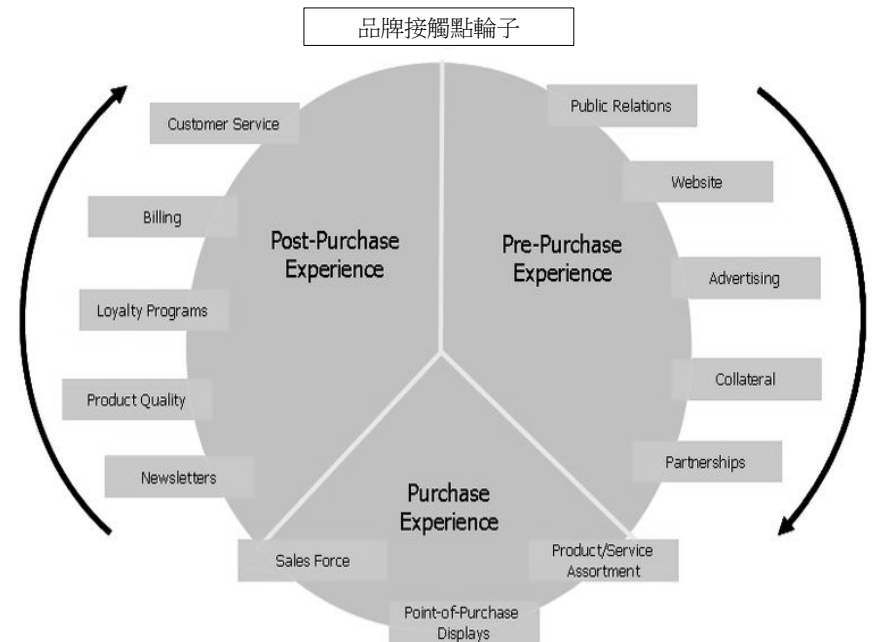 品牌接觸點輪子
Public Relations
Website
Advertising
Collateral
Partnerships
Pre-Purchase
Experience
Product/Service
Assortment
Point-of-Purchase
Displays
Sales Force
Purchase
Experience
Newsletters
Product Quality
Loyalty Programs
Billing
Customer Service
Post-Purchase
Experience